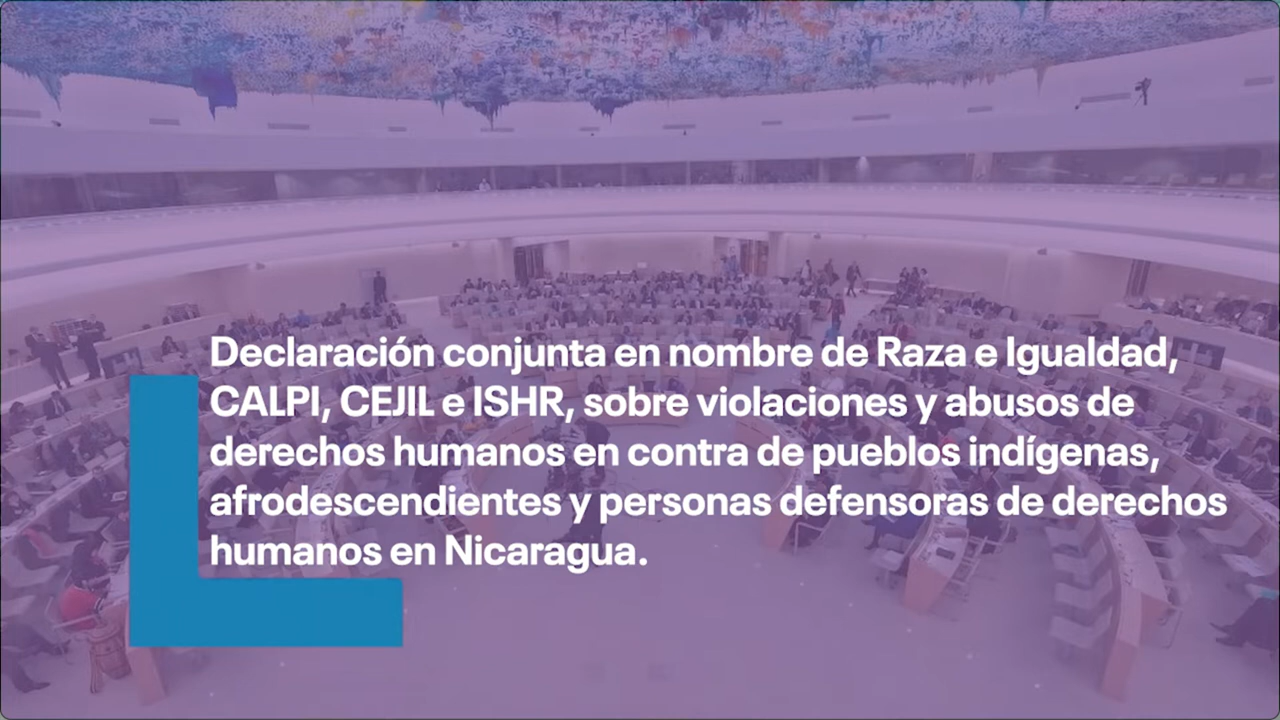 Declaración conjunta en nombre de Raza e Igualdad,
CALPI, CEJIL e ISHR, sobre violaciones y abusos de
derechos humanos en contra de pueblos indígenas,
afrodescendientes y personas defensoras de derechos
humanos en Nicaragua.